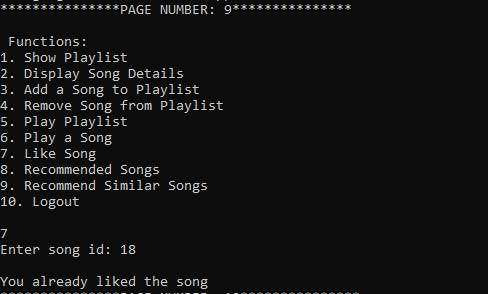 ***************PAGE NUMBER: 9***************
Functions:
1. Show Playlist
2. Display Song Details
3. Add a Song to Playlist
4. Remove Song from Playlist
5. Play Playlist
6. Play a Song
7. Like Song
8. Recommended Songs
9. Recommend Similar Songs
10. Logout
7
Enter song id: 18
You already liked the song